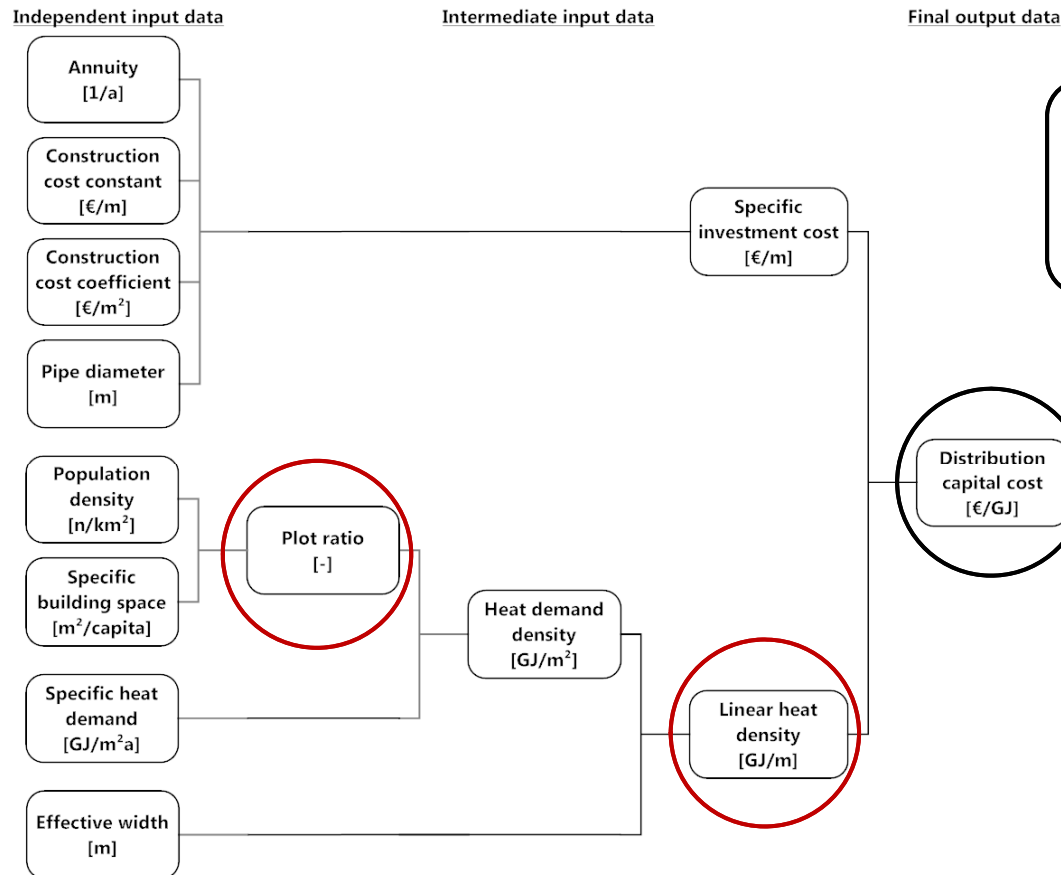 Independent input data
Intermediate input data
Final output data
Annuity
[1/a]
Construction
cost constant
[€/m]
Construction
cost coefficient
[€/m²]
Pipe diameter
[m]
Specific
investment cost
[€/m]
Population
density
[n/km²]
Specific
building space
[m²/capita]
Plot ratio
[-]
Specific heat
demand
[GJ/m²a]
Effective width
[m]
Heat demand
density
[GJ/m²]
Linear heat
density
[GJ/m]
Distribution
capital cost
[€/GJ]